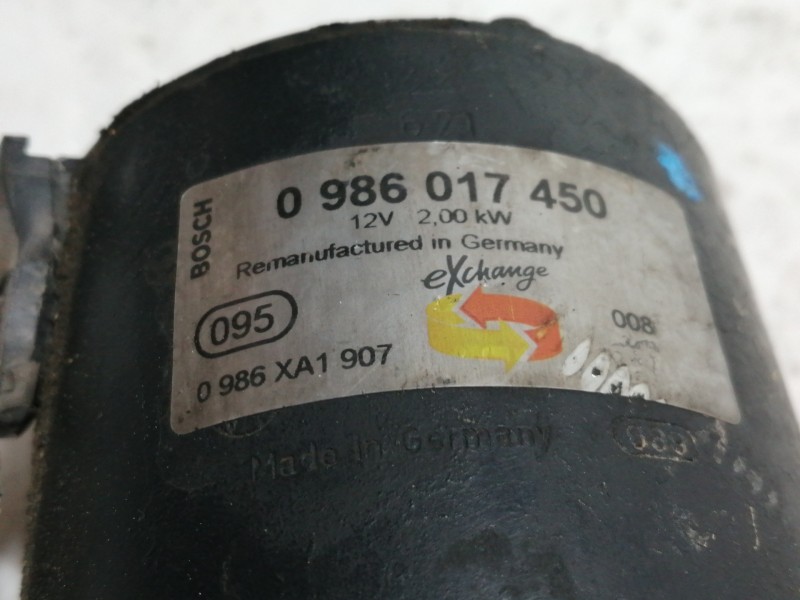 0 986 017 450
12V 2,00 kW
BOSCH
Remanufactured in Germany
eXchange
095
008
0 986 XA1 907
Made in Germany